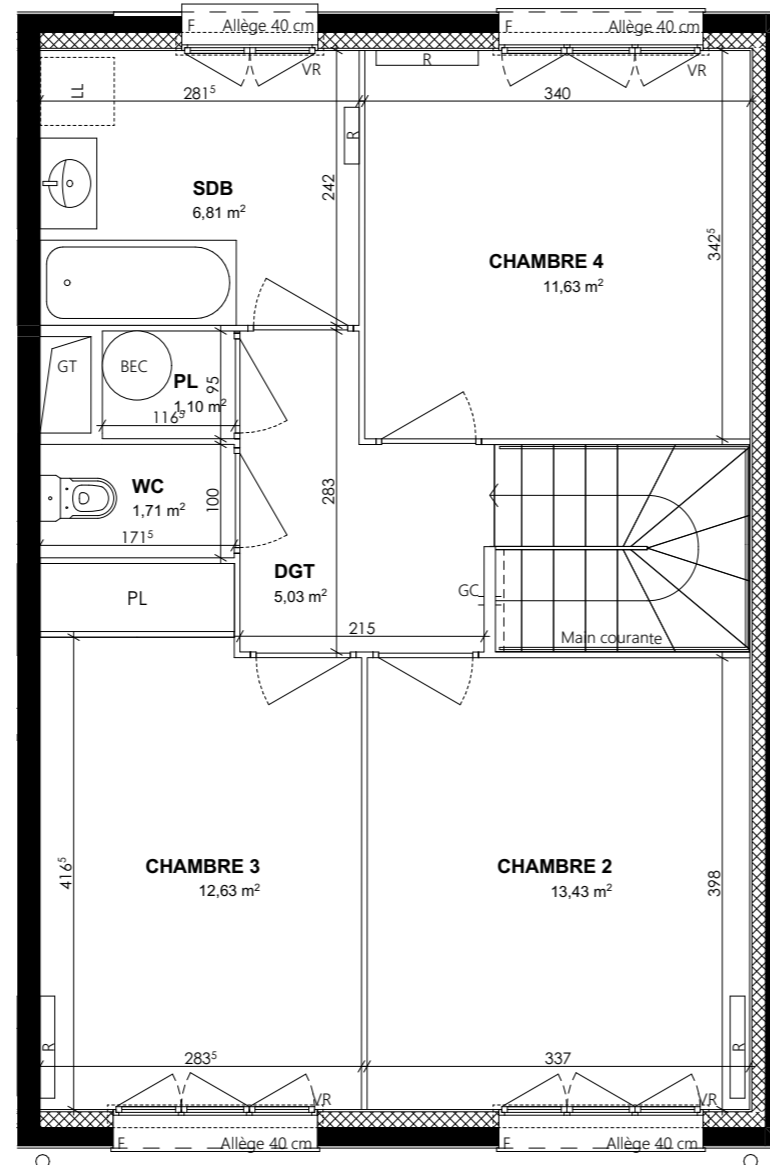 F Allège 40 cm
F Allège 40 cm
VR
R
VR
LL
281⁵
340
R
SDB
6,81 m²
242
CHAMBRE 4
11,63 m²
342⁵
GT
BEC
PL
1,10 m²
95
116⁵
WC
1,71 m²
100
171⁵
283
DGT
5,03 m²
PL
GC
215
Main courante
CHAMBRE 3
12,63 m²
416⁵
CHAMBRE 2
13,43 m²
398
R
R
283⁵
337
VR
VR
F Allège 40 cm
F Allège 40 cm